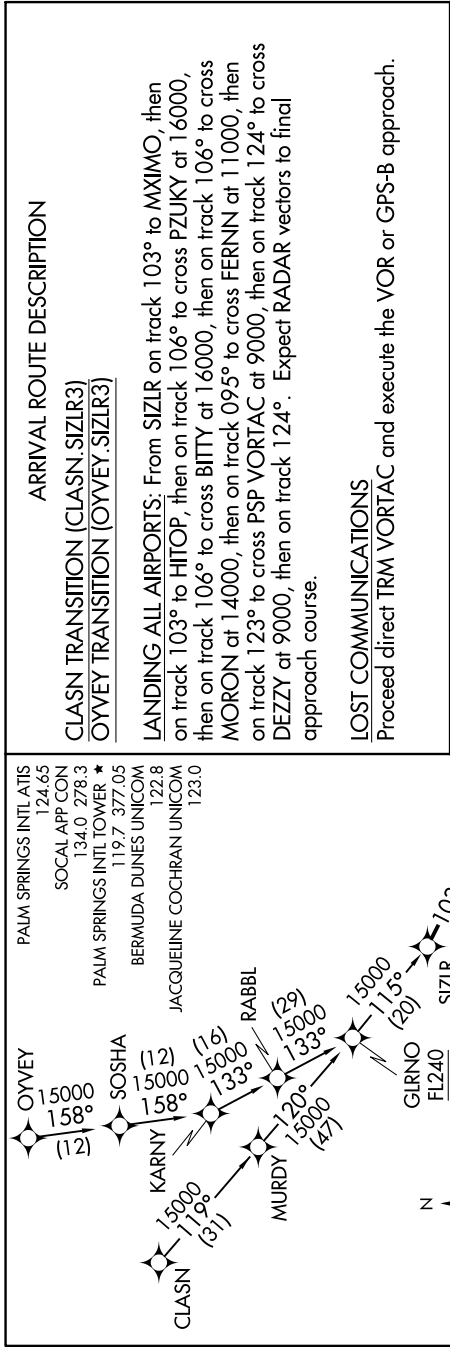 ARRIVAL ROUTE DESCRIPTION
CLASN TRANSITION (CLASN.SIZLR3)
OYVEY TRANSITION (OYVEY.SIZLR3)
LANDING ALL AIRPORTS: From SIZLR on track 103° to MXIMO, then
on track 103° to HITOP, then on track 106° to cross PZUKY at 16000,
then on track 106° to cross BITTY at 16000, then on track 106° to cross
MORON at 14000, then on track 095° to cross FERNN at 11000, then
on track 123° to cross PSP VORTAC at 9000, then on track 124° to cross
DEZZY at 9000, then on track 124°. Expect RADAR vectors to final
approach course.
LOST COMMUNICATIONS
Proceed direct TRM VORTAC and execute the VOR or GPS-B approach.
PALM SPRINGS INTL ATIS
124.65
SOCAL APP CON
134.0 278.3
PALM SPRINGS INTL TOWER ★
119.7 377.05
BERMUDA DUNES UNICOM
122.8
JACQUELINE COCHRAN UNICOM
123.0
OYVEY
15000
158°
(12)
SOSHA
15000
158°
(12)
KARNY
15000
133°
(16)
RABBL
15000
133°
(29)
CLASN
15000
119°
(31)
MURDY
120°
15000
(47)
GLRNO
FL240
15000
115°
(20)
SIZLR
N